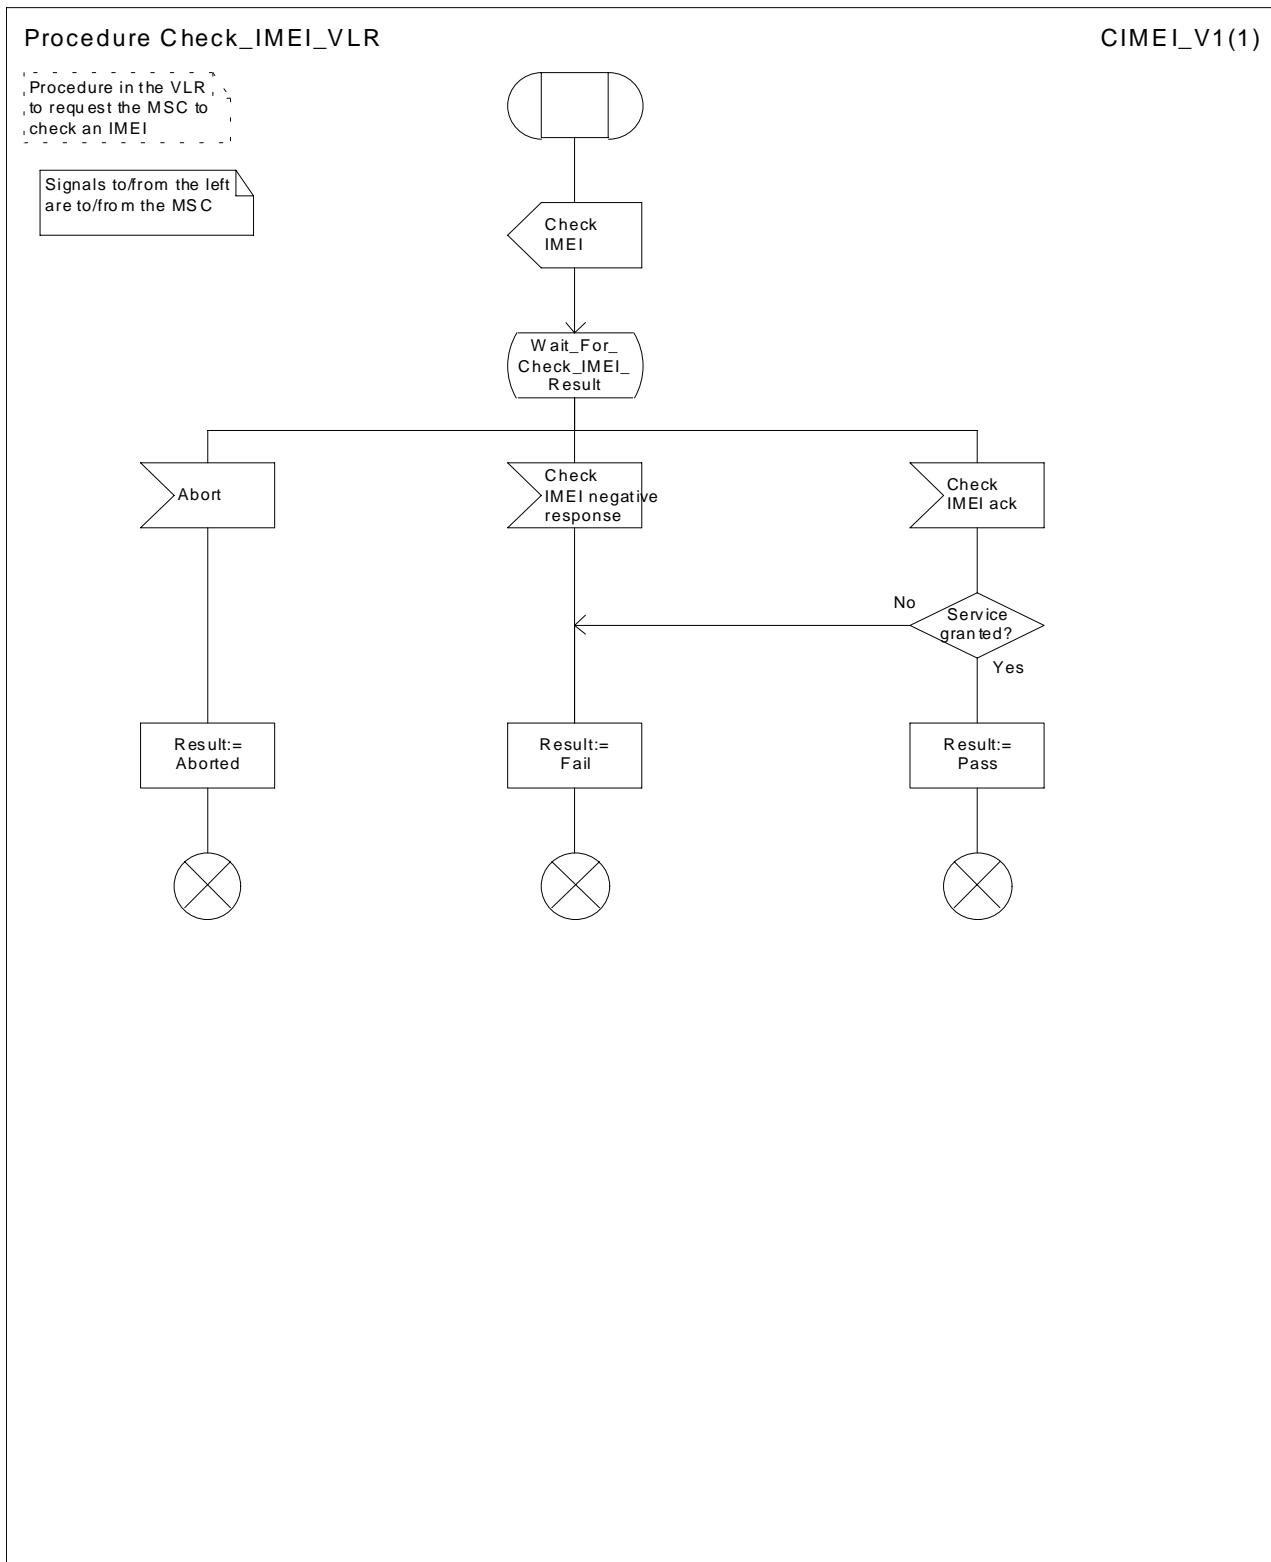 Procedure Check_IMEI_VLR
CIMEI_V1(1)
Procedure in the VLR
to request the MSC to
check an IMEI
Signals to/from the left
are to/from the MSC
Check
IMEI
Wait_For_
Check_IMEI_
Result
Abort
Check
IMEI negative
response
Check
IMEI ack
No
Service
granted?
Yes
Result:=
Aborted
Result:=
Fail
Result:=
Pass